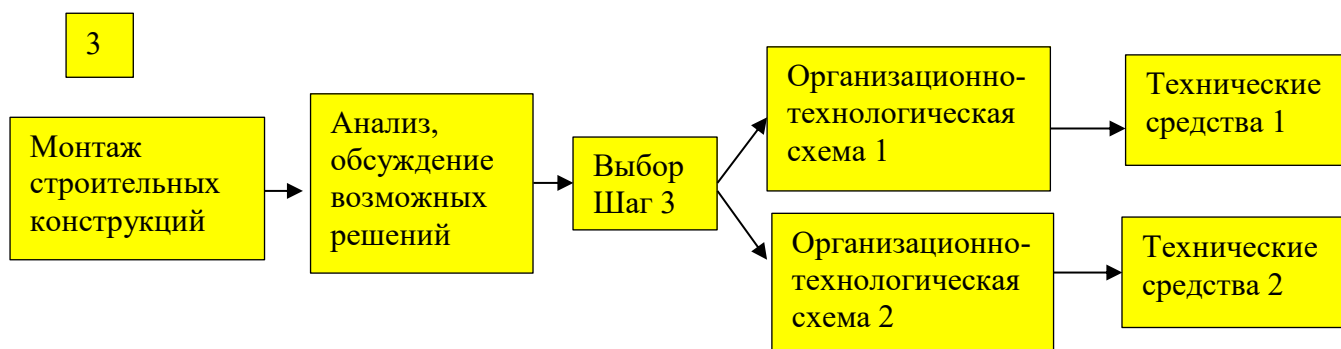 3
Монтаж
строительных
конструкций
Анализ,
обсуждение
возможных
решений
Выбор
Шаг 3
Организационно-
технологическая
схема 1
Технические
средства 1
Организационно-
технологическая
схема 2
Технические
средства 2